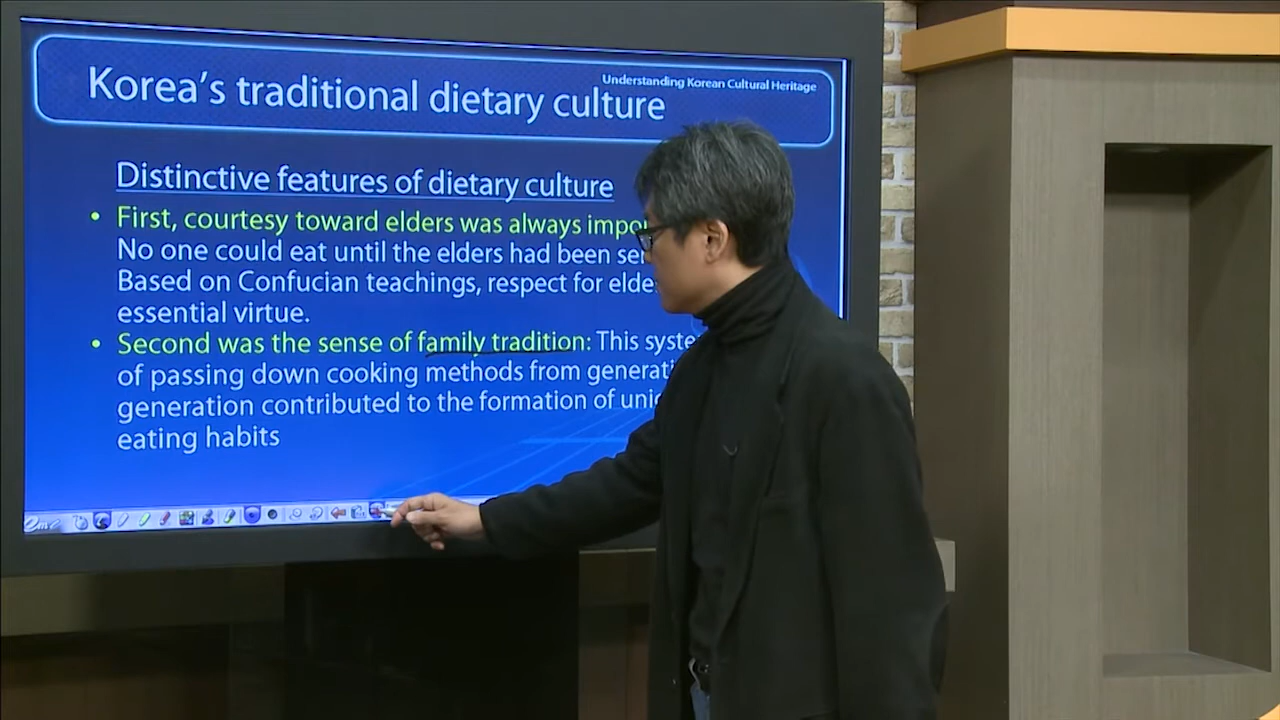 Understanding Korean Cultural Heritage
Korea's traditional dietary culture
Distinctive features of dietary culture
• First, courtesy toward elders was always
No one could eat until the elders had been
Based on Confucian teachings, respect for
essential virtue.
• Second was the sense of family tradition: This
of passing down cooking methods from
generation contributed to the formation of
eating habits